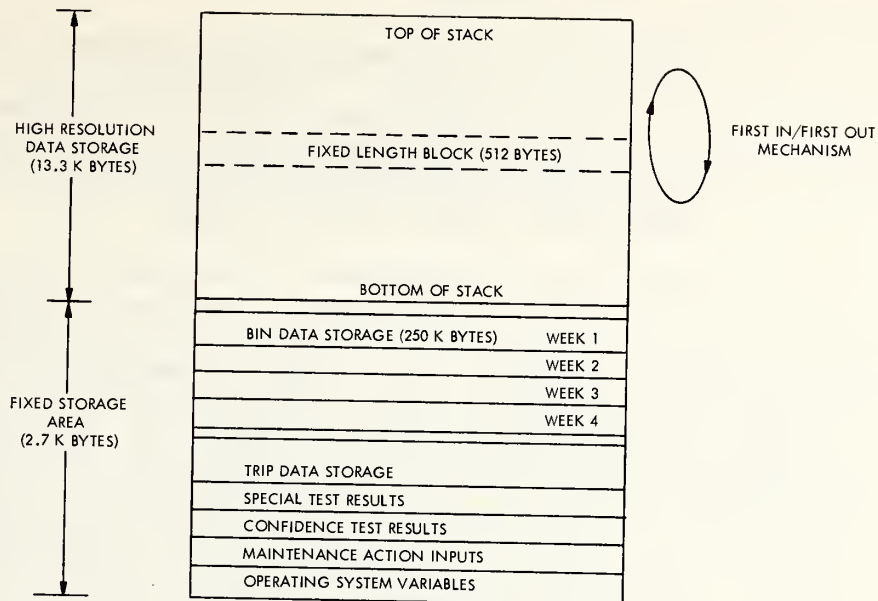 TOP OF STACK
HIGH RESOLUTION
DATA STORAGE
(13.3 K BYTES)
FIXED LENGTH BLOCK (512 BYTES)
FIRST IN/FIRST OUT
MECHANISM
BOTTOM OF STACK
BIN DATA STORAGE (250 K BYTES) WEEK 1
WEEK 2
WEEK 3
WEEK 4
FIXED STORAGE
AREA
(2.7 K BYTES)
TRIP DATA STORAGE
SPECIAL TEST RESULTS
CONFIDENCE TEST RESULTS
MAINTENANCE ACTION INPUTS
OPERATING SYSTEM VARIABLES